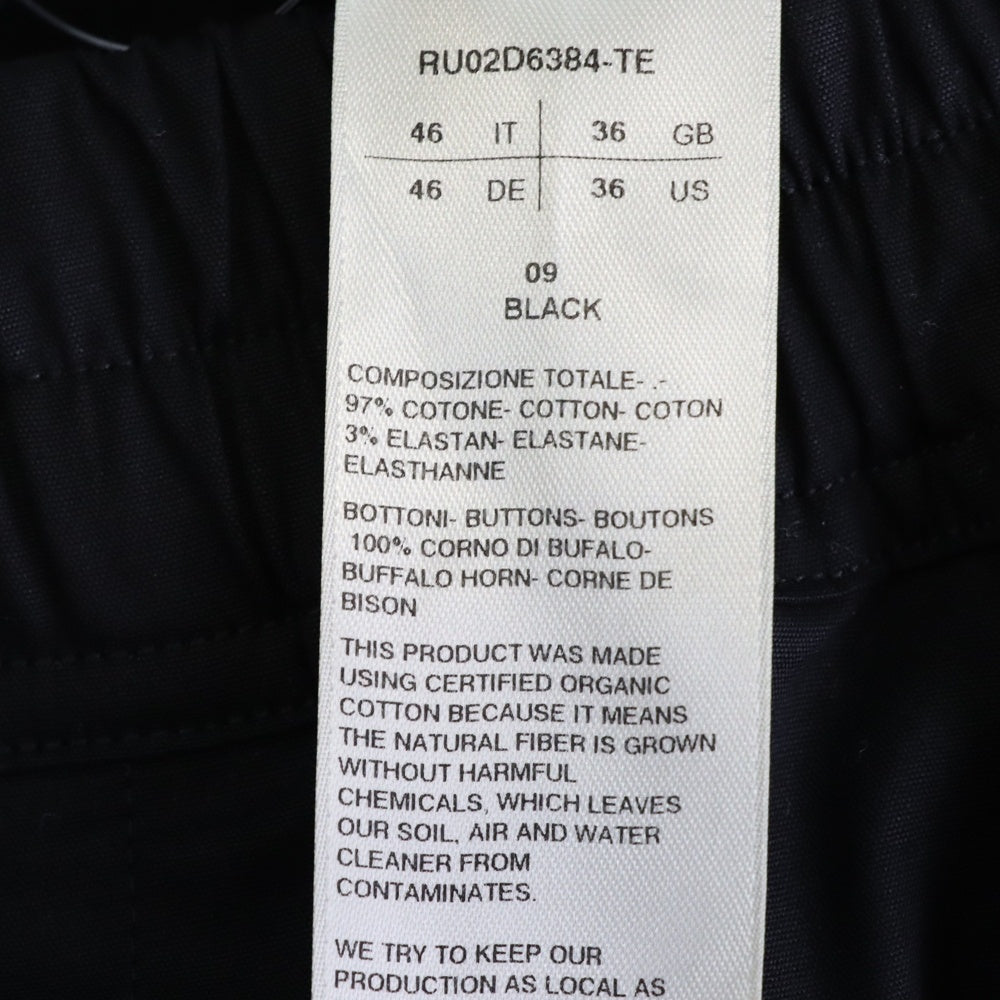 RU02D6384-TE
46 IT 36 GB
46 DE 36 US
09
BLACK
COMPOSIZIONE TOTALE- .-
97% COTONE- COTTON- COTON
3% ELASTAN- ELASTANE-
ELASTHANNE
BOTTONI- BUTTONS- BOUTONS
100% CORNO DI BUFALO-
BUFFALO HORN- CORNE DE
BISON
THIS PRODUCT WAS MADE
USING CERTIFIED ORGANIC
COTTON BECAUSE IT MEANS
THE NATURAL FIBER IS GROWN
WITHOUT HARMFUL
CHEMICALS, WHICH LEAVES
OUR SOIL, AIR AND WATER
CLEANER FROM
CONTAMINATES.
WE TRY TO KEEP OUR
PRODUCTION AS LOCAL AS